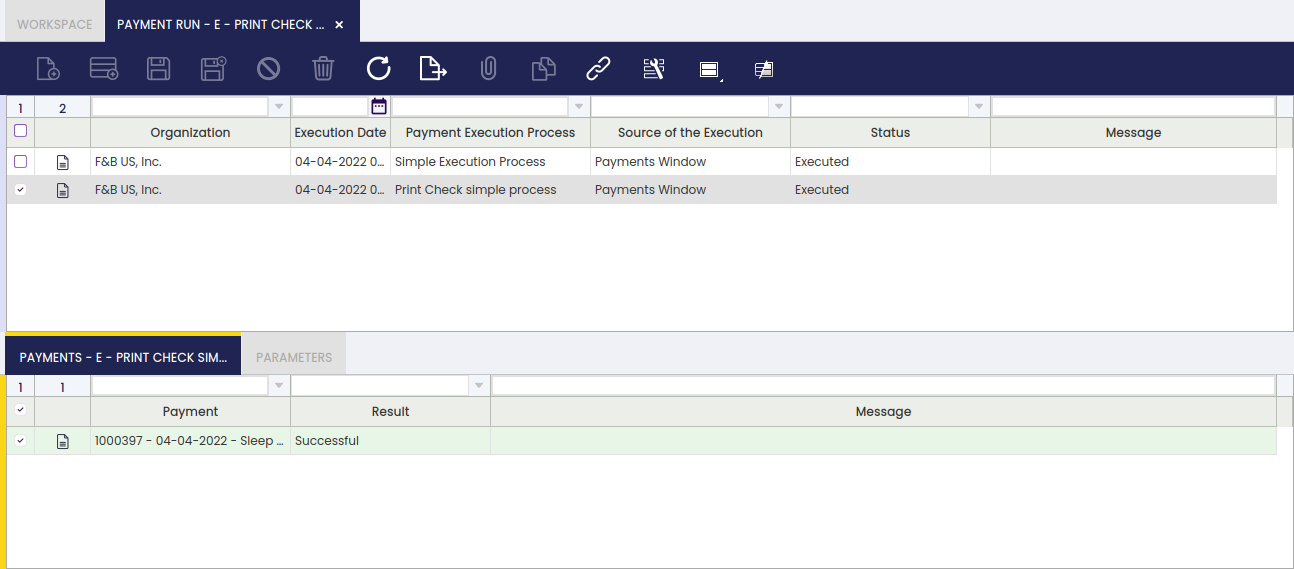 WORKSPACE PAYMENT RUN - E - PRINT CHECK ... ×
1 2
Organization Execution Date Payment Execution Process Source of the Execution Status Message
F&B US, Inc. 04-04-2022 0... Simple Execution Process Payments Window Executed
F&B US, Inc. 04-04-2022 0... Print Check simple process Payments Window Executed
PAYMENTS - E - PRINT CHECK SIM... PARAMETERS
1 1
Payment Result Message
1000397 - 04-04-2022 - Sleep ... Successful